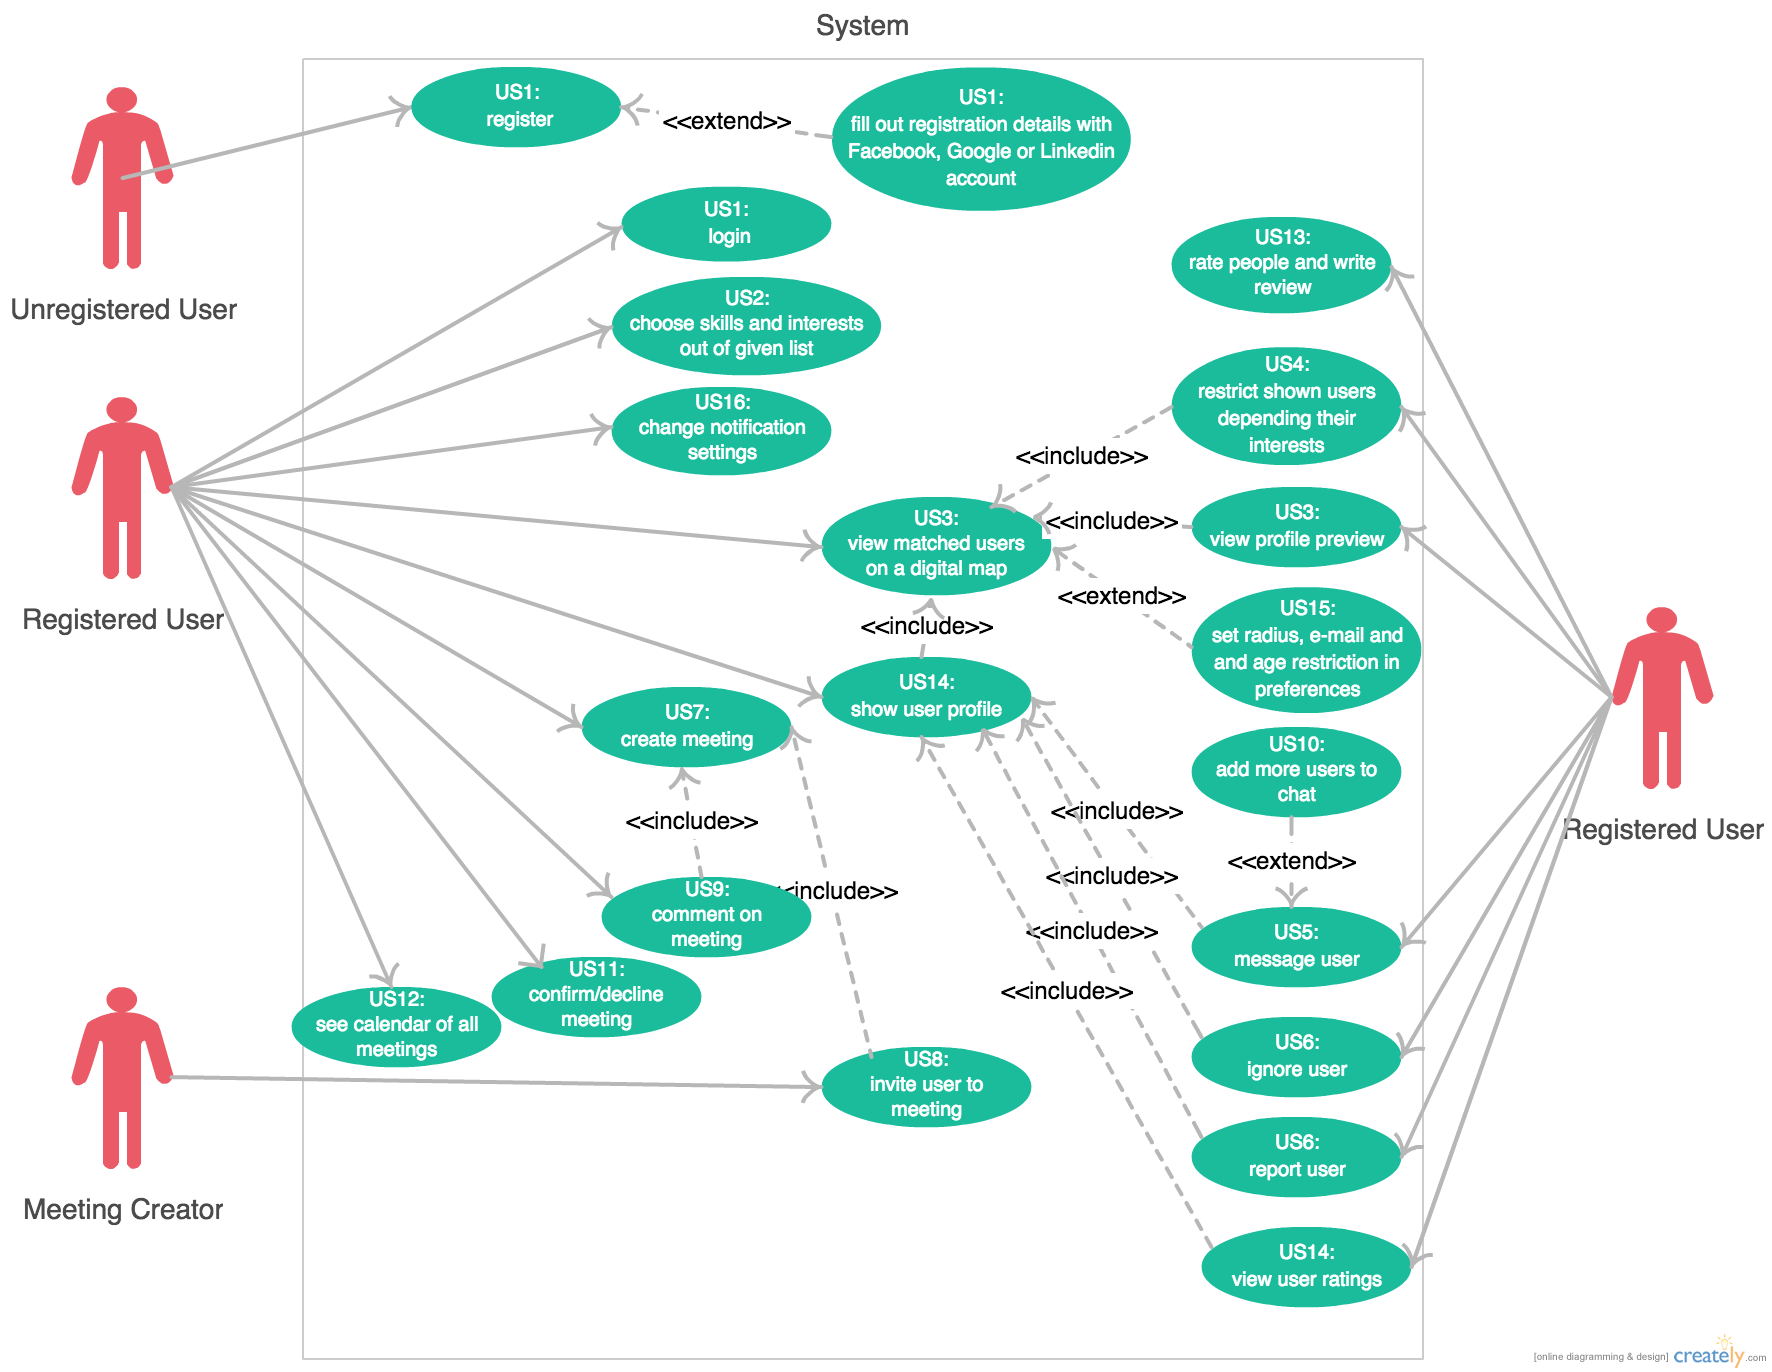 System
US1:
register
<<extend>>
US1:
fill out registration details with
Facebook, Google or Linkedin
account
US1:
login
Unregistered User
US2:
choose skills and interests
out of given list
US13:
rate people and write
review
US16:
change notification
settings
US4:
restrict shown users
depending their
interests
<<include>>
US3:
view matched users
on a digital map
<<include>>
US3:
view profile preview
<<extend>>
US15:
set radius, e-mail and
and age restriction in
preferences
Registered User
<<include>>
US14:
show user profile
US7:
create meeting
US10:
add more users to
chat
<<include>>
<<include>>
<<extend>>
Registered User
<<include>>
<<include>>
US9:
comment on
meeting
<<include>>
US5:
message user
US11:
confirm/decline
meeting
<<include>>
US12:
see calendar of all
meetings
US6:
ignore user
US8:
invite user to
meeting
US6:
report user
Meeting Creator
US14:
view user ratings
[online diagramming & design] creately.com